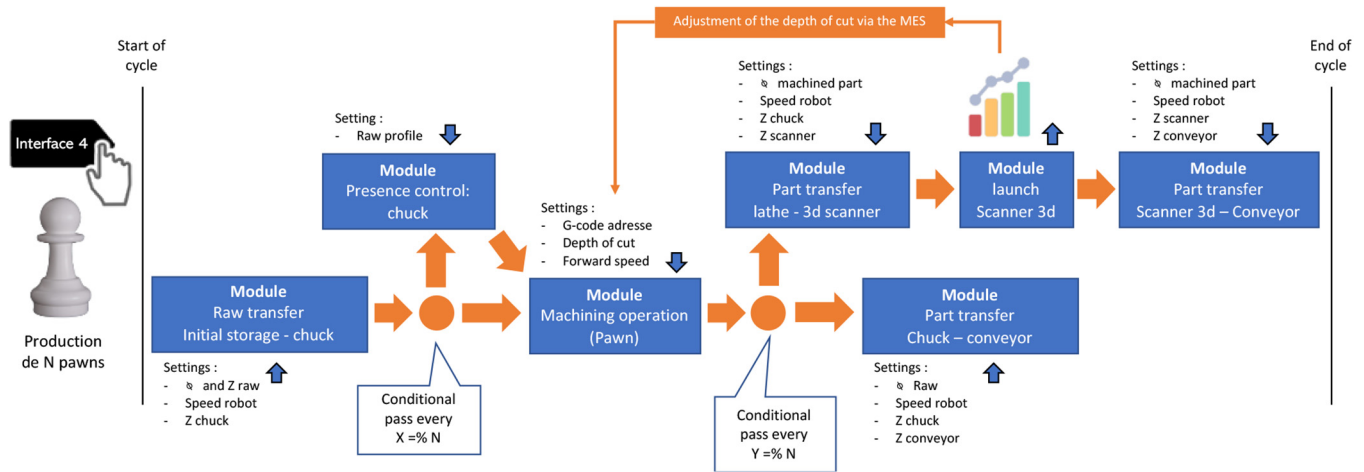 Adjustment of the depth of cut via the MES
Start of
cycle
End of
cycle
Interface 4
Production
de N pawns
Setting :
- Raw profile
Module
Presence control:
chuck
Module
Raw transfer
Initial storage - chuck
Settings :
- ⦰ and Z raw
- Speed robot
- Z chuck
Conditional
pass every
X =% N
Settings :
- G-code adresse
- Depth of cut
- Forward speed
Module
Machining operation
(Pawn)
Conditional
pass every
Y =% N
Settings :
- ⦰ machined part
- Speed robot
- Z chuck
- Z scanner
Module
Part transfer
lathe - 3d scanner
Module
launch
Scanner 3d
Settings :
- ⦰ machined part
- Speed robot
- Z scanner
- Z conveyor
Module
Part transfer
Scanner 3d – Conveyor
Module
Part transfer
Chuck – conveyor
Settings :
- ⦰ Raw
- Speed robot
- Z chuck
- Z conveyor